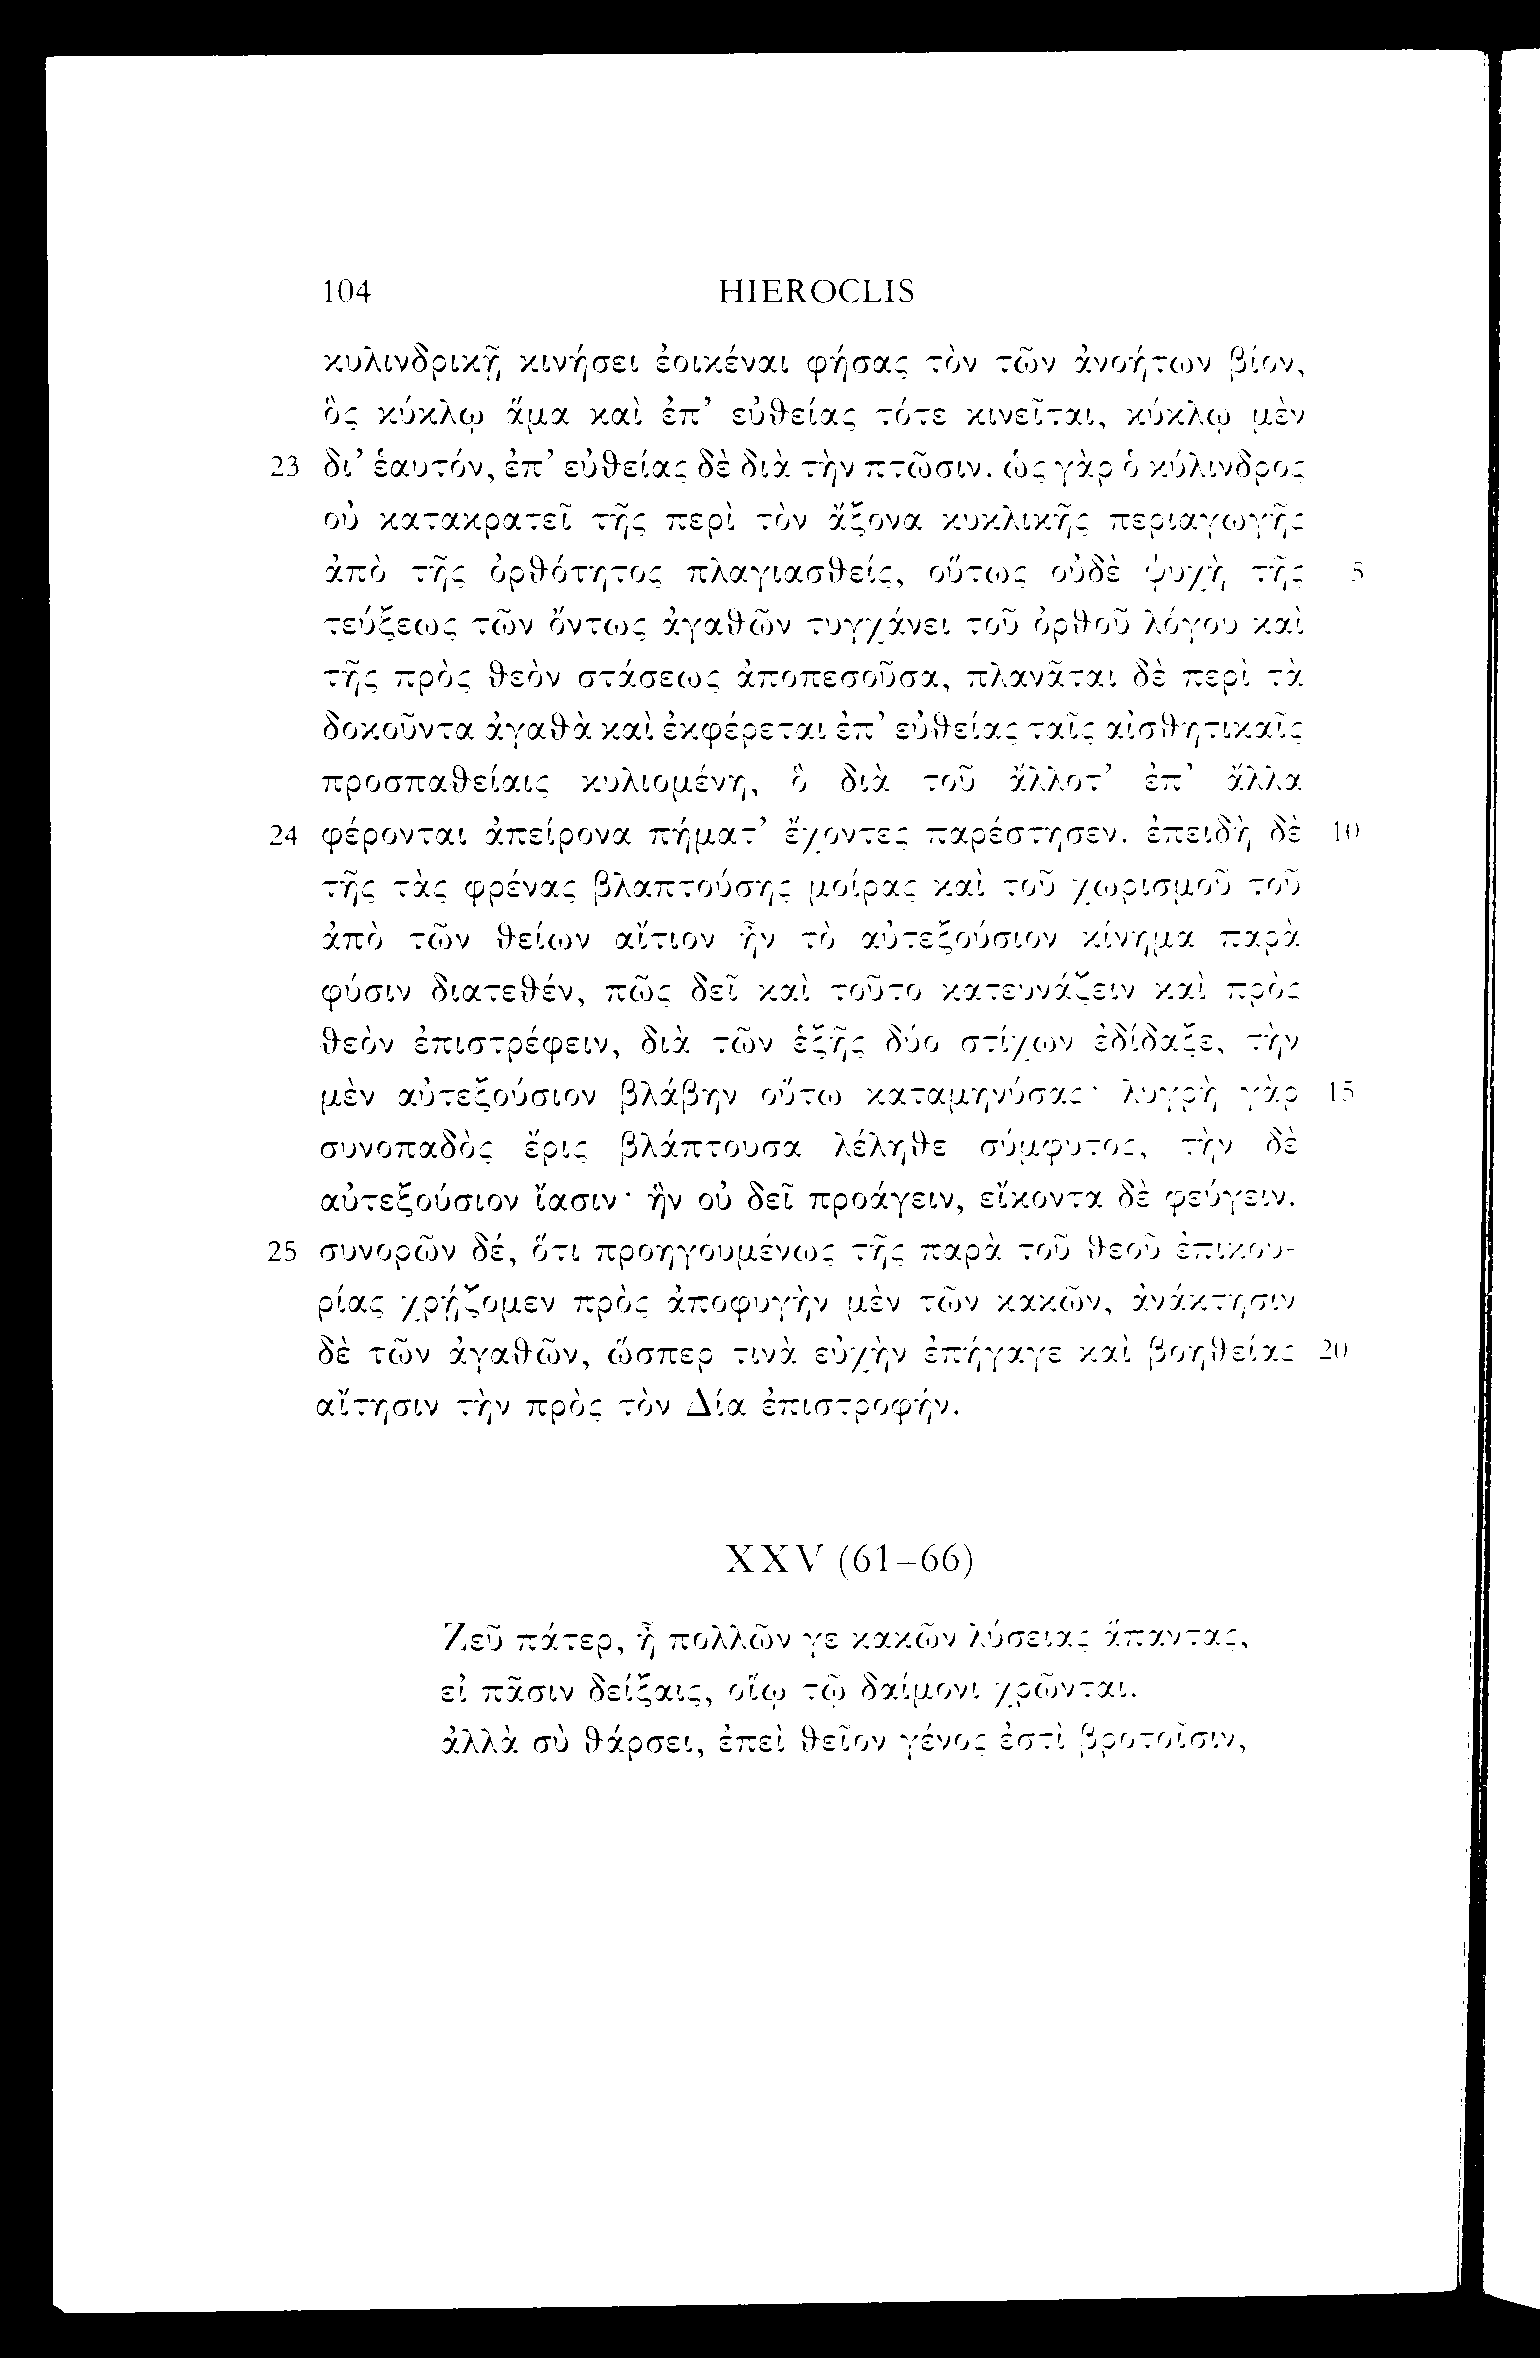 104 HIEROCLIS
κυλινδρικῇ κινήσει ἐοικέναι φήσας τὸν τῶν ἀνοήτων βίον,
ὃς κύκλῳ ἅμα καὶ ἐπ’ εὐθείας τότε κινεῖται, κύκλῳ μὲν
23 δι’ ἑαυτόν, ἐπ’ εὐθείας δὲ διὰ τὴν πτῶσιν. ὡς γὰρ ὁ κύλινδρος
οὐ κατακρατεῖ τῆς περὶ τὸν ἄξονα κυκλικῆς περιαγωγῆς
ἀπὸ τῆς ὀρθότητος πλαγιασθείς, οὕτως οὐδὲ ψυχὴ τῆς 5
τεύξεως τῶν ὄντως ἀγαθῶν τυγχάνει τοῦ ὀρθοῦ λόγου καὶ
τῆς πρὸς θεὸν στάσεως ἀποπεσοῦσα, πλανᾶται δὲ περὶ τὰ
δοκοῦντα ἀγαθὰ καὶ ἐκφέρεται ἐπ’ εὐθείας ταῖς αἰσθητικαῖς
προσπαθείαις κυλιομένη, ὃ διὰ τοῦ ἄλλοτ’ ἐπ’ ἄλλα
24 φέρονται ἀπείρονα πήματ’ ἔχοντες παρέστησεν. ἐπειδὴ δὲ 10
τῆς τὰς φρένας βλαπτούσης μοίρας καὶ τοῦ χωρισμοῦ τοῦ
ἀπὸ τῶν θείων αἴτιον ἦν τὸ αὐτεξούσιον κίνημα παρὰ
φύσιν διατεθέν, πῶς δεῖ καὶ τοῦτο κατευνάζειν καὶ πρὸς
θεὸν ἐπιστρέφειν, διὰ τῶν ἑξῆς δύο στίχων ἐδίδαξε, τὴν
μὲν αὐτεξούσιον βλάβην οὕτω καταμηνύσας· λυγρὴ γὰρ 15
συνοπαδὸς ἔρις βλάπτουσα λέληθε σύμφυτος, τὴν δὲ
αὐτεξούσιον ἴασιν· ἣν οὐ δεῖ προάγειν, εἴκοντα δὲ φεύγειν.
25 συνορῶν δέ, ὅτι προηγουμένως τῆς παρὰ τοῦ θεοῦ ἐπικου-
ρίας χρῄζομεν πρὸς ἀποφυγὴν μὲν τῶν κακῶν, ἀνάκτησιν
δὲ τῶν ἀγαθῶν, ὥσπερ τινὰ εὐχὴν ἐπήγαγε καὶ βοηθείας 20
αἴτησιν τὴν πρὸς τὸν Δία ἐπιστροφήν.
XXV (61–66)
Ζεῦ πάτερ, ἦ πολλῶν γε κακῶν λύσειας ἅπαντας,
εἰ πᾶσιν δείξαις, οἵῳ τῷ δαίμονι χρῶνται.
ἀλλὰ σὺ θάρσει, ἐπεὶ θεῖον γένος ἐστὶ βροτοῖσιν,